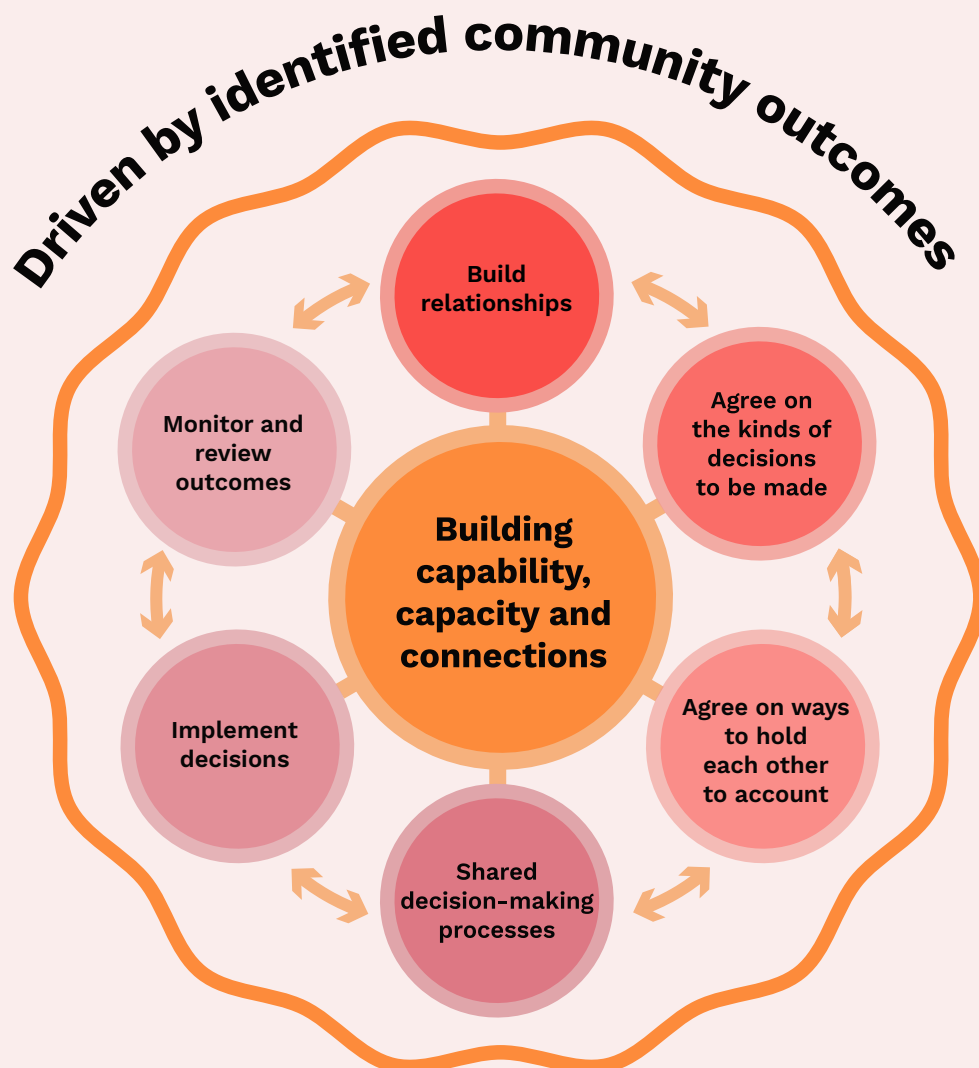 Driven by identified community outcomes
Build
relationships
Agree on
the kinds of
decisions
to be made
Agree on ways
to hold
each other
to account
Shared
decision-making
processes
Implement
decisions
Monitor and
review
outcomes
Building
capability,
capacity and
connections